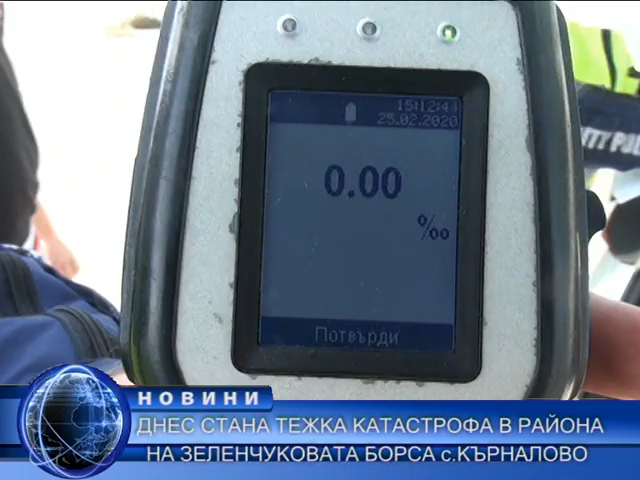 15:12:41
25.02.2020
0.00
‰
Потвърди
НОВИНИ
ДНЕС СТАНА ТЕЖКА КАТАСТРОФА В РАЙОНА
НА ЗЕЛЕНЧУКОВАТА БОРСА с.КЪРНАЛОВО